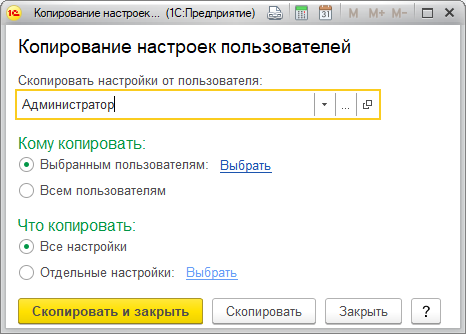 Копирование настроек... (1С:Предприятие)
31
M M+ M-
Копирование настроек пользователей
Скопировать настройки от пользователя:
Администратор
...
Кому копировать:
Выбранным пользователям: Выбрать
Всем пользователям
Что копировать:
Все настройки
Отдельные настройки: Выбрать
Скопировать и закрыть Скопировать Закрыть ?